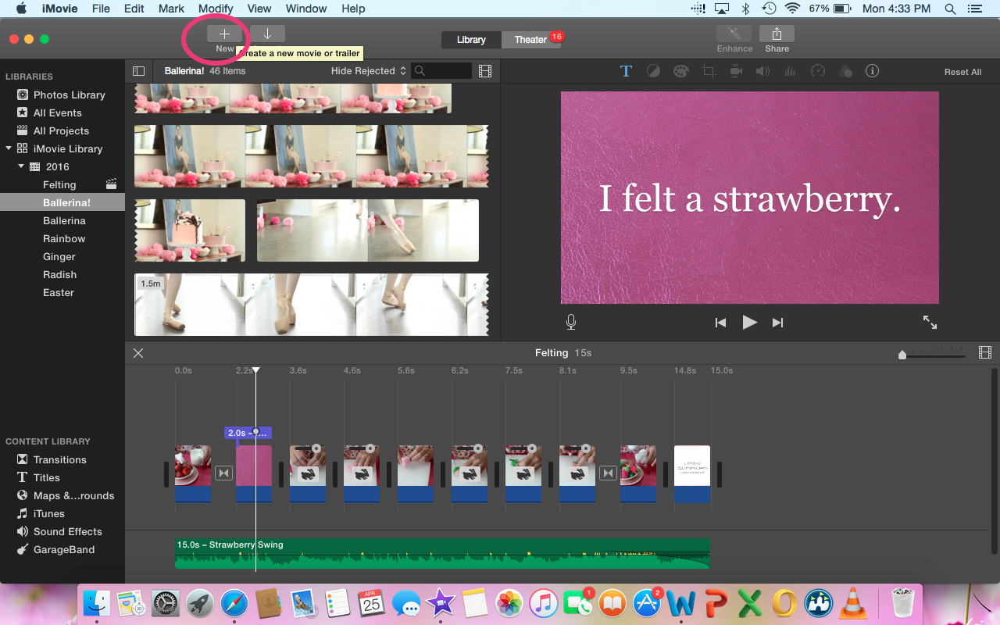 iMovie File Edit Mark Modify View Window Help 67% Mon 4:33 PM
New
Create a new movie or trailer
Library Theater 16
Enhance Share
LIBRARIES
Photos Library
All Events
All Projects
iMovie Library
2016
Felting
Ballerina!
Ballerina
Rainbow
Ginger
Radish
Easter
CONTENT LIBRARY
Transitions
Titles
Maps &...rounds
iTunes
Sound Effects
GarageBand
Ballerina! 46 Items Hide Rejected
1.5m
T Reset All
I felt a strawberry.
Felting 15s
0.0s 2.2s 3.6s 4.6s 5.6s 6.2s 7.5s 8.1s 9.5s 14.8s 15.0s
2.0s – ...
15.0s – Strawberry Swing
30
APR
25
1
2
W P X O